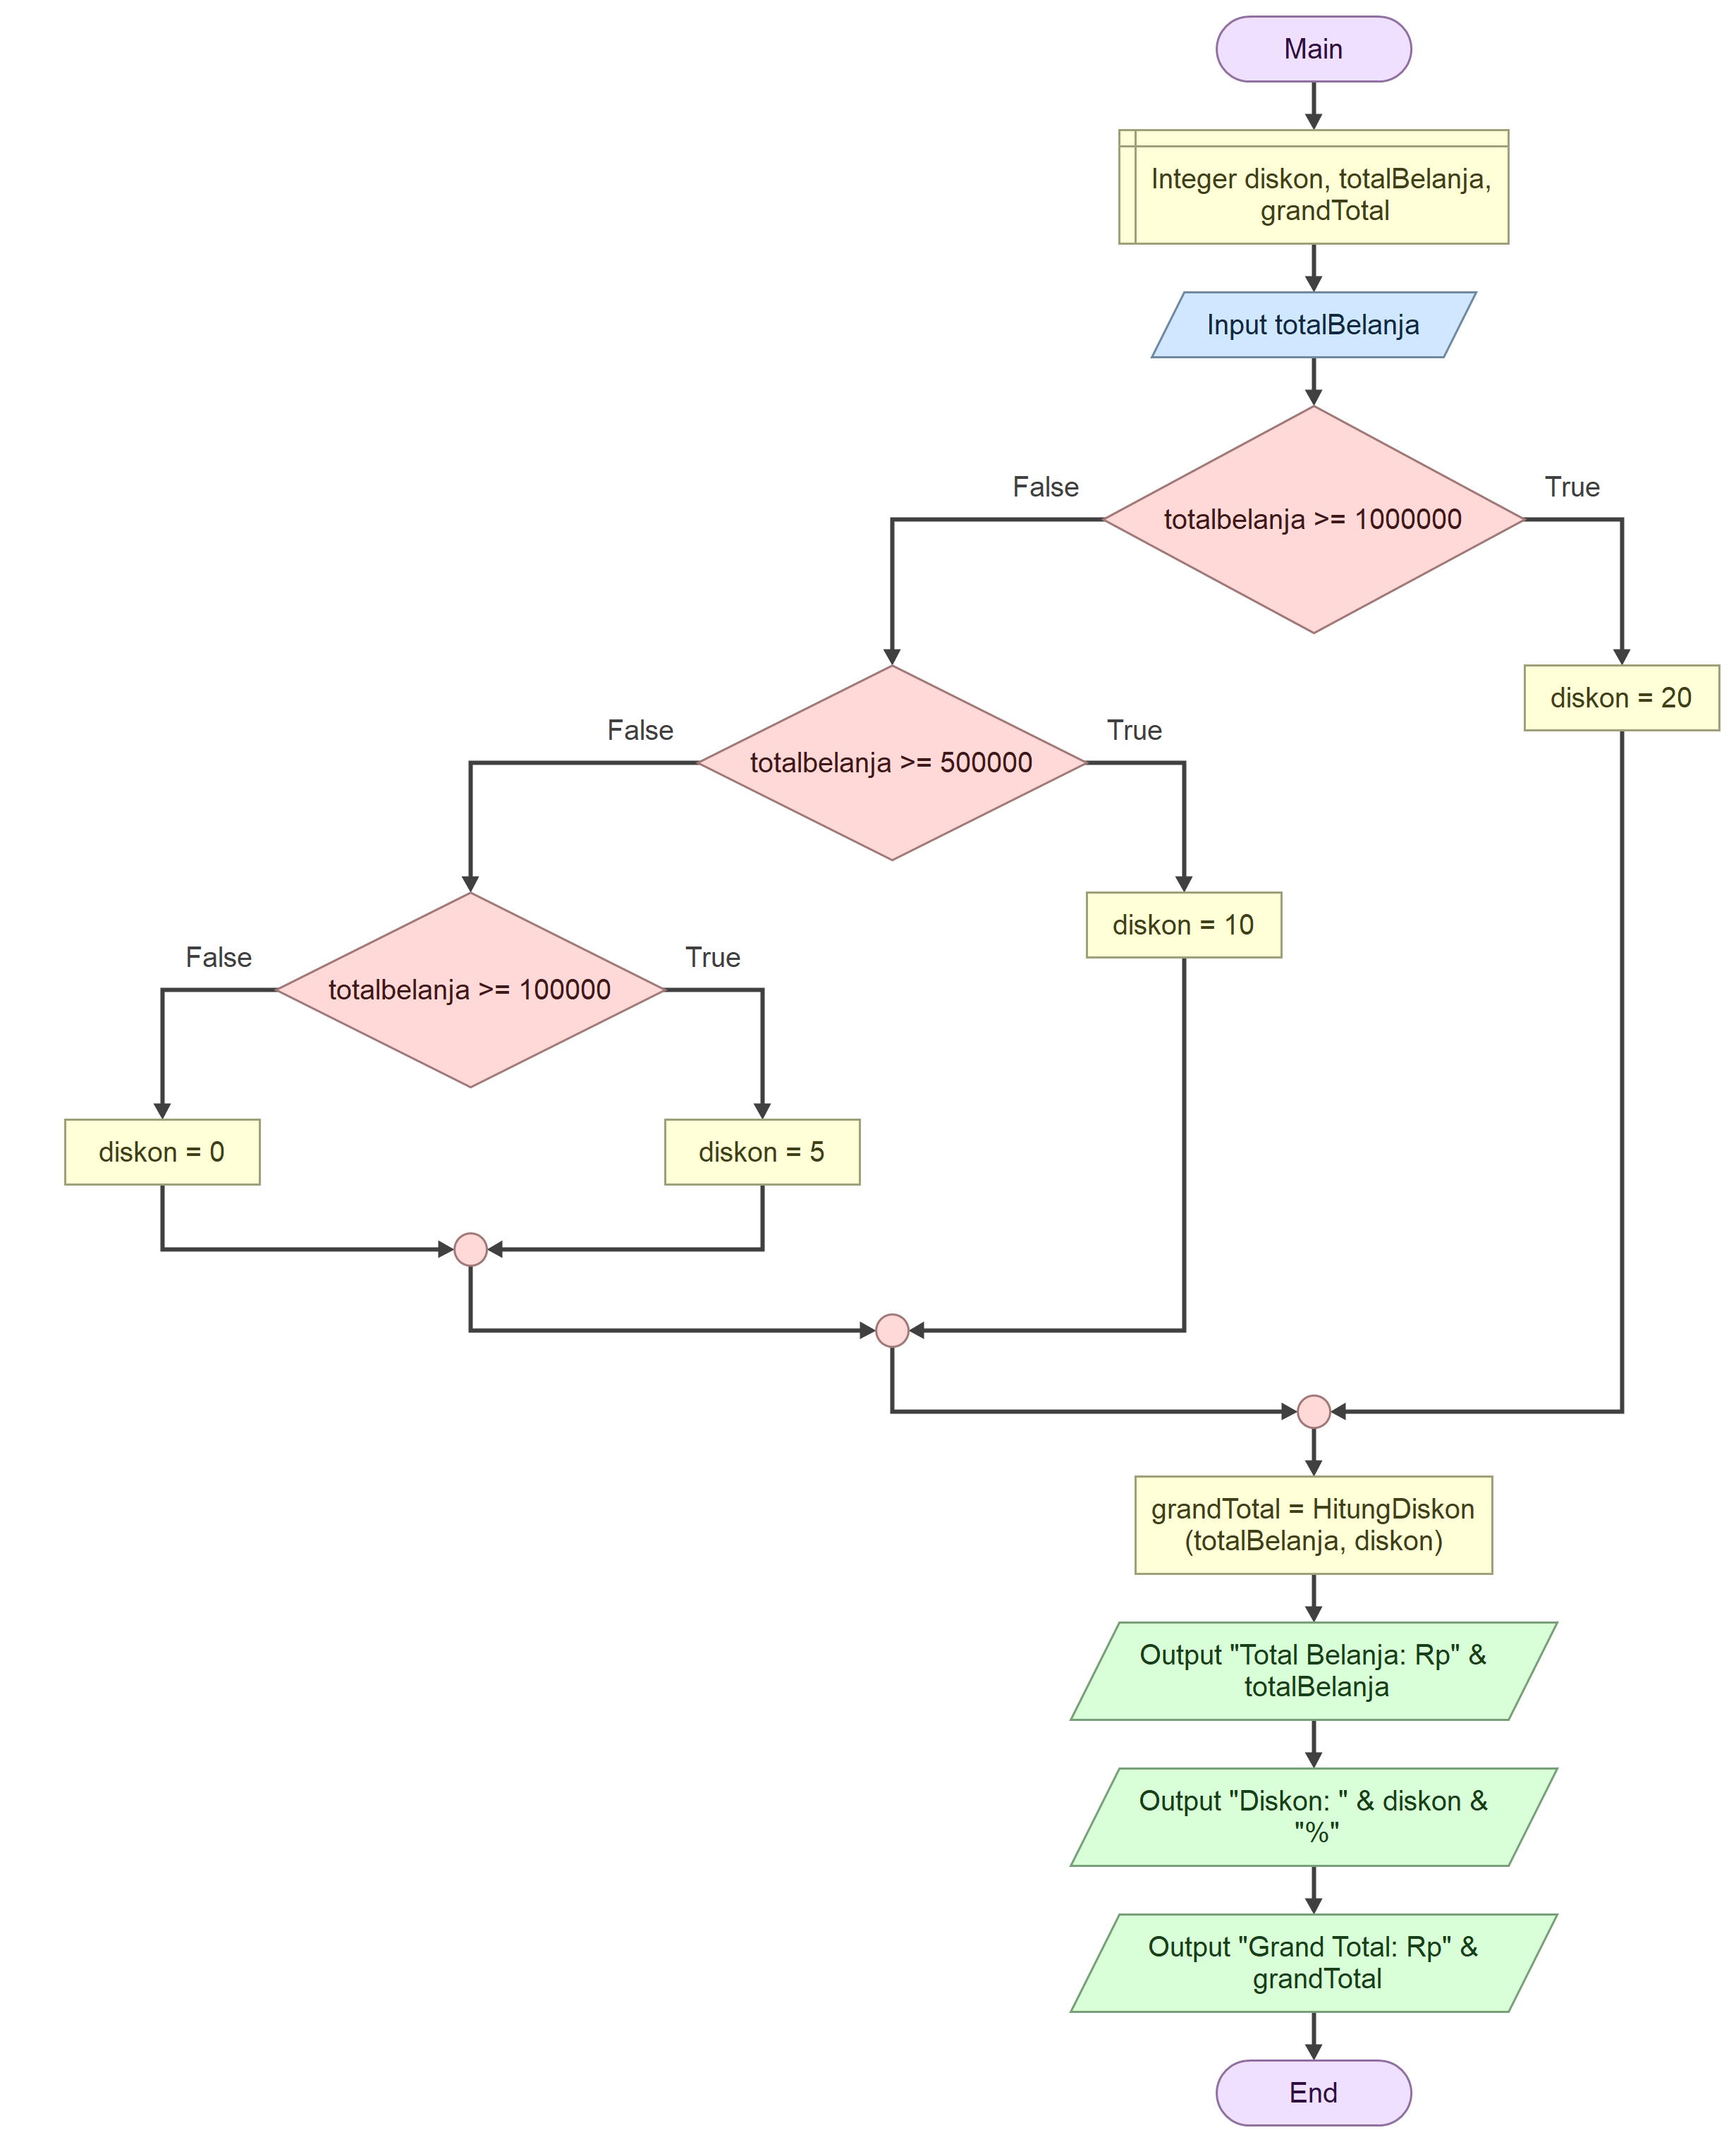 Main
Integer diskon, totalBelanja,
grandTotal
Input totalBelanja
False
True
totalbelanja >= 1000000
diskon = 20
False
True
totalbelanja >= 500000
diskon = 10
False
True
totalbelanja >= 100000
diskon = 0
diskon = 5
grandTotal = HitungDiskon
(totalBelanja, diskon)
Output "Total Belanja: Rp" &
totalBelanja
Output "Diskon: " & diskon &
"%"
Output "Grand Total: Rp" &
grandTotal
End